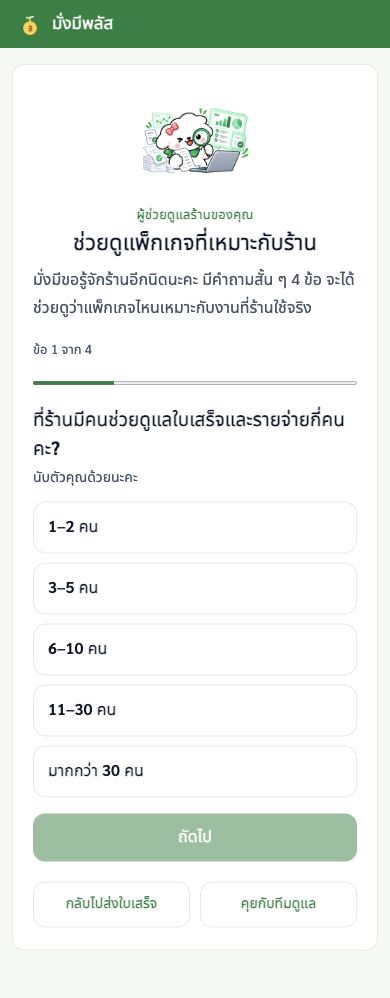 มั่งมีพลัส
ผู้ช่วยดูแลร้านของคุณ
ช่วยดูแพ็กเกจที่เหมาะกับร้าน
มั่งมีขอรู้จักร้านอีกนิดนะคะ มีคำถามสั้น ๆ 4 ข้อ จะได้
ช่วยดูว่าแพ็กเกจไหนเหมาะกับงานที่ร้านใช้จริง
ข้อ 1 จาก 4
ที่ร้านมีคนช่วยดูแลใบเสร็จและรายจ่ายกี่คน
คะ?
นับตัวคุณด้วยนะคะ
1–2 คน
3–5 คน
6–10 คน
11–30 คน
มากกว่า 30 คน
ถัดไป
กลับไปส่งใบเสร็จ
คุยกับทีมดูแล